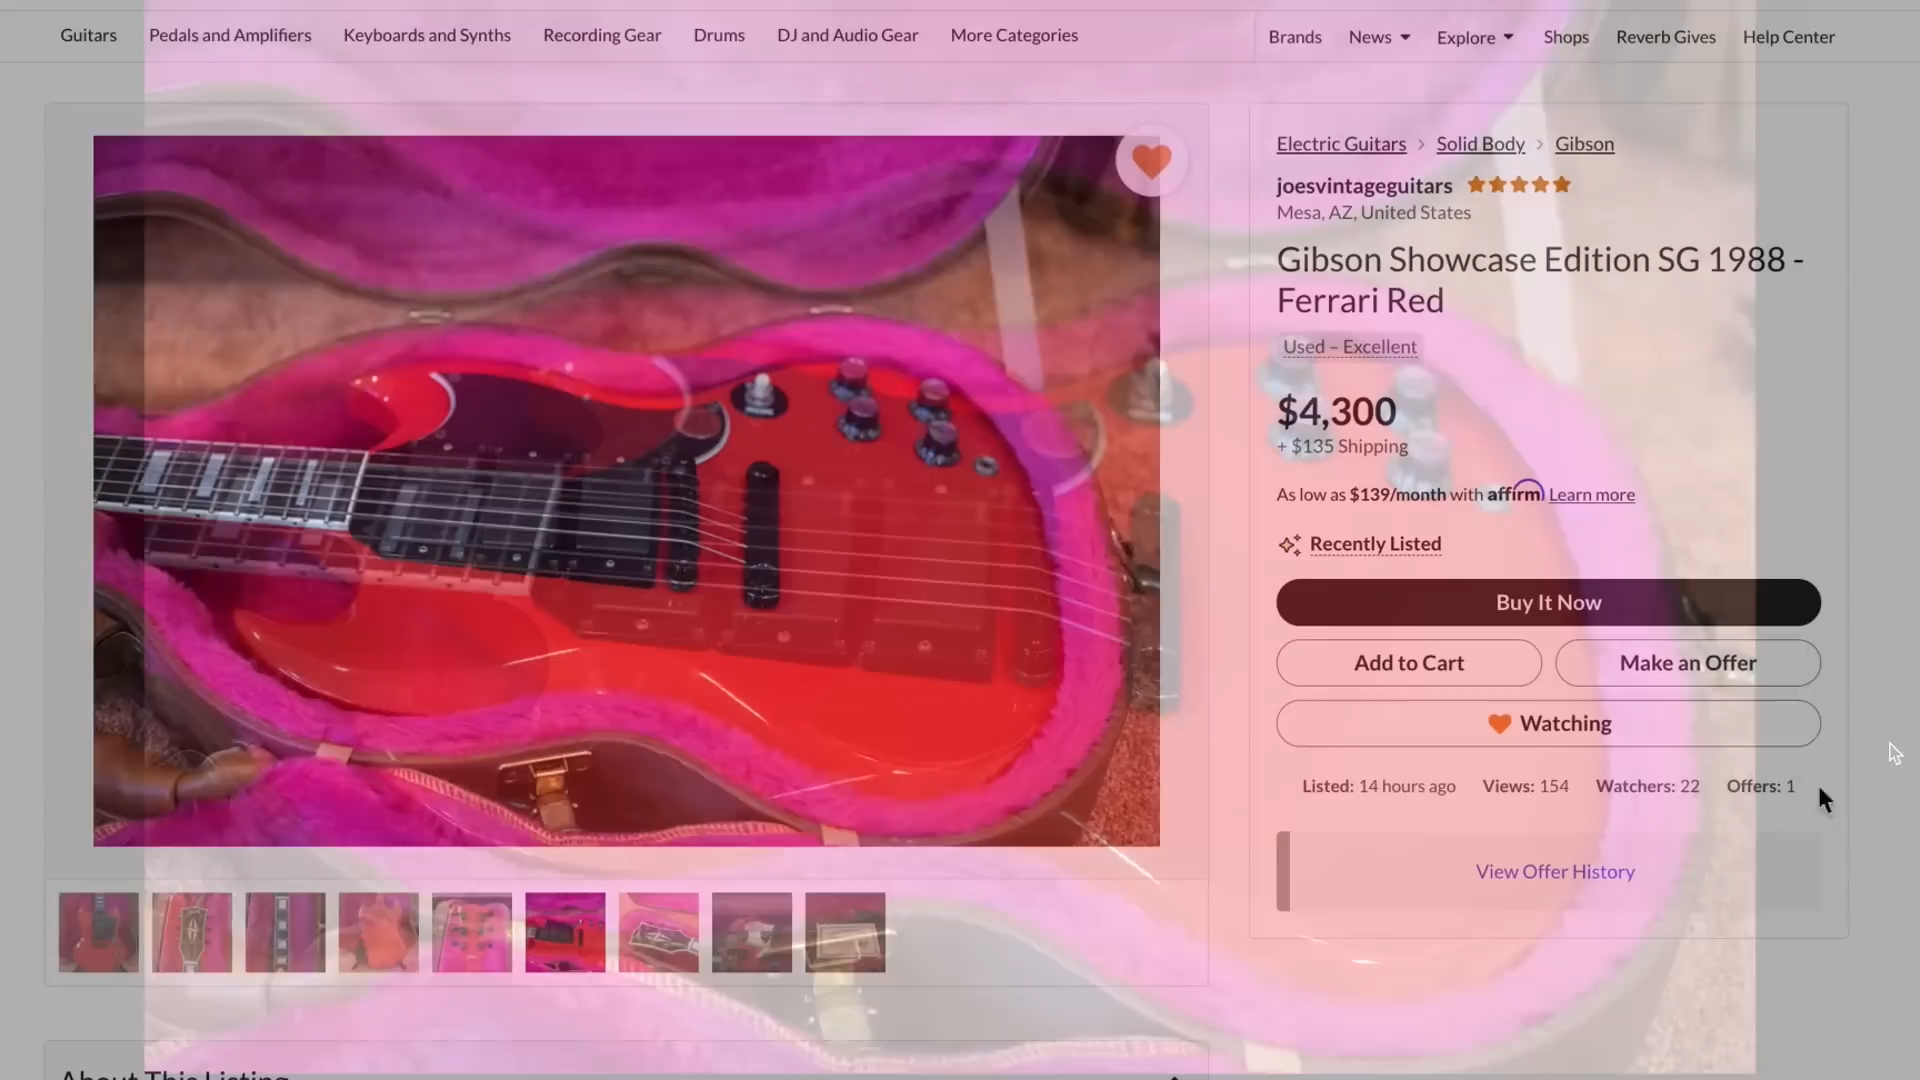 Guitars
Pedals and Amplifiers
Keyboards and Synths
Recording Gear
Drums
DJ and Audio Gear
More Categories
Brands
News
Explore
Shops
Reverb Gives
Help Center
Electric Guitars > Solid Body > Gibson
joesvintageguitars
Mesa, AZ, United States
Gibson Showcase Edition SG 1988 -
Ferrari Red
Used – Excellent
$4,300
+ $135 Shipping
As low as $139/month with affirm Learn more
Recently Listed
Buy It Now
Add to Cart
Make an Offer
Watching
Listed: 14 hours ago
Views: 154
Watchers: 22
Offers: 1
View Offer History
About This Listing